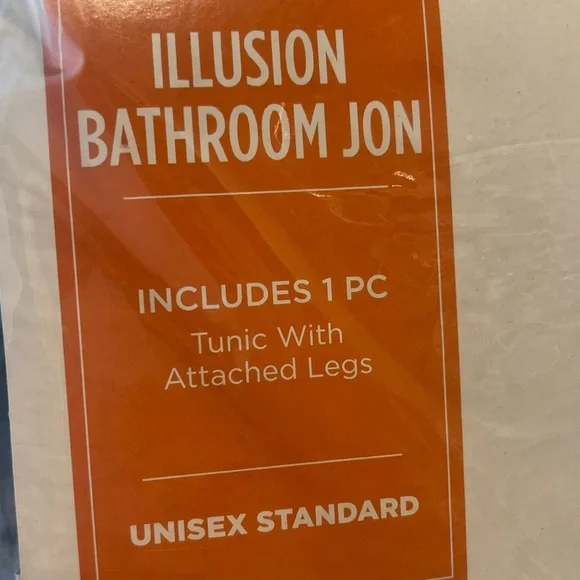 ILLUSION
BATHROOM JON
INCLUDES 1 PC
Tunic With
Attached Legs
UNISEX STANDARD